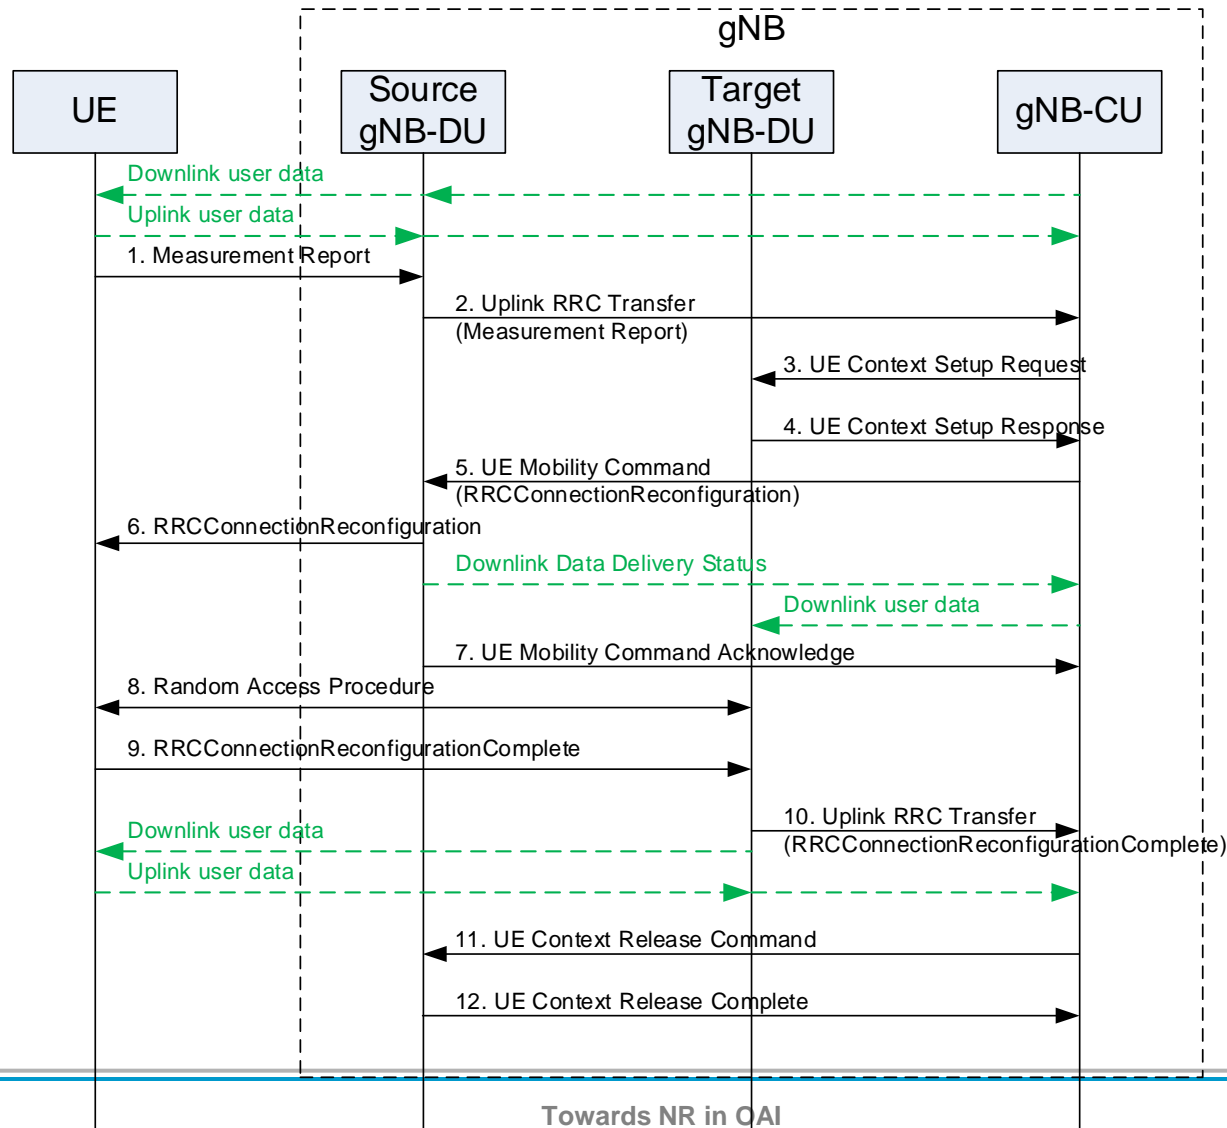 gNB
UE
Source
gNB-DU
Target
gNB-DU
gNB-CU
Downlink user data
Uplink user data
1. Measurement Report
2. Uplink RRC Transfer
(Measurement Report)
3. UE Context Setup Request
4. UE Context Setup Response
5. UE Mobility Command
(RRCConnectionReconfiguration)
6. RRCConnectionReconfiguration
Downlink Data Delivery Status
Downlink user data
7. UE Mobility Command Acknowledge
8. Random Access Procedure
9. RRCConnectionReconfigurationComplete
10. Uplink RRC Transfer
(RRCConnectionReconfigurationComplete)
Downlink user data
Uplink user data
11. UE Context Release Command
12. UE Context Release Complete
Towards NR in OAI